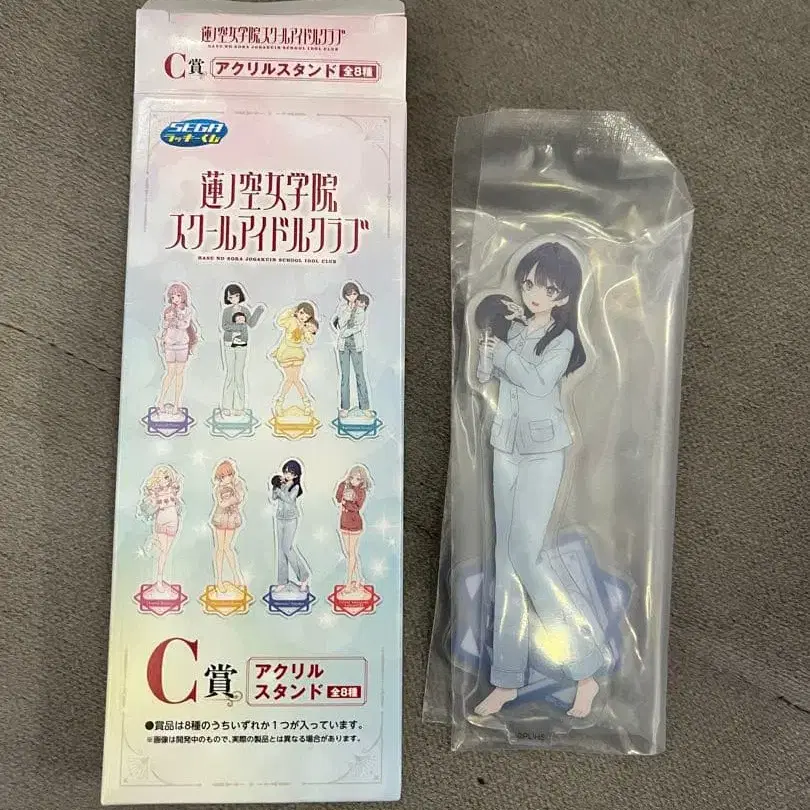 蓮ノ空女学院スクールアイドルクラブ
HASU NO SORA JOGAKUIN SCHOOL IDOL CLUB
C賞 アクリルスタンド 全8種
SEGA
ラッキーくじ
蓮ノ空女学院
スクールアイドルクラブ
HASU NO SORA JOGAKUIN SCHOOL IDOL CLUB
C賞
アクリル
スタンド 全8種
●賞品は8種のうちいずれか1つが入っています。
※画像は開発中のもので、実際の製品とは異なる場合があります。